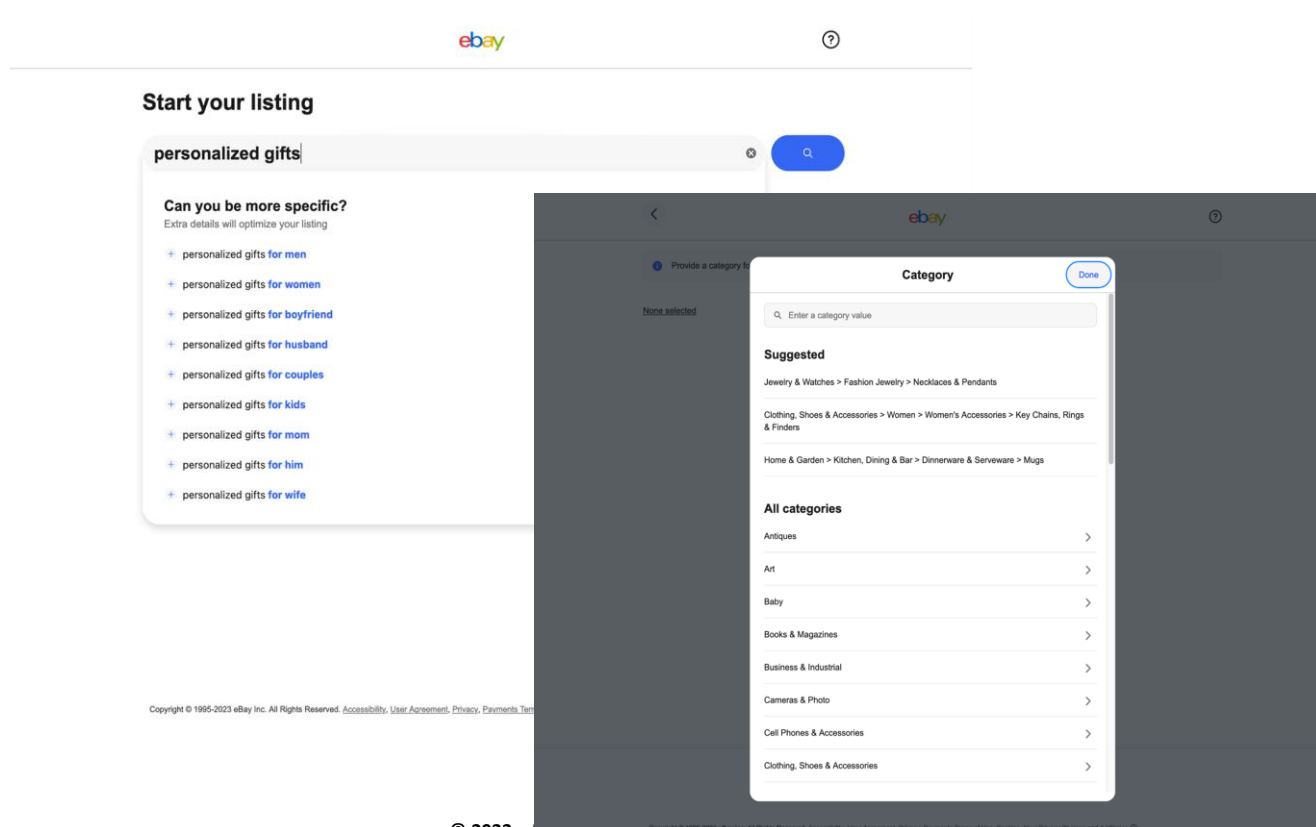 ebay
Start your listing
personalized gifts
Can you be more specific?
Extra details will optimize your listing
+ personalized gifts for men
+ personalized gifts for women
+ personalized gifts for boyfriend
+ personalized gifts for husband
+ personalized gifts for couples
+ personalized gifts for kids
+ personalized gifts for mom
+ personalized gifts for him
+ personalized gifts for wife
Copyright © 1995-2023 eBay Inc. All Rights Reserved. Accessibility, User Agreement, Privacy, Payments
ebay
Provide a category
None selected
Category
Done
Enter a category value
Suggested
Jewelry & Watches > Fashion Jewelry > Necklaces & Pendants
Clothing, Shoes & Accessories > Women > Women's Accessories > Key Chains, Rings
& Finders
Home & Garden > Kitchen, Dining & Bar > Dinnerware & Serveware > Mugs
All categories
Antiques
Art
Baby
Books & Magazines
Business & Industrial
Cameras & Photo
Cell Phones & Accessories
Clothing, Shoes & Accessories